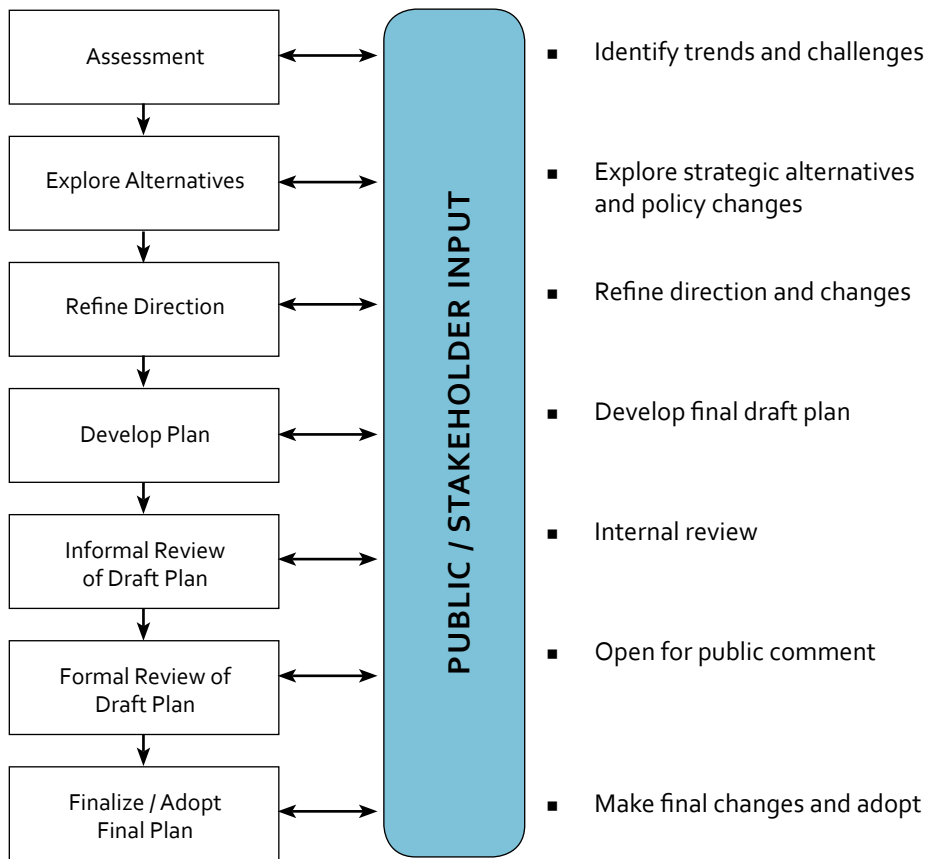 Assessment
Explore Alternatives
Refine Direction
Develop Plan
Informal Review
of Draft Plan
Formal Review of
Draft Plan
Finalize / Adopt
Final Plan
PUBLIC / STAKEHOLDER INPUT
▪ Identify trends and challenges
▪ Explore strategic alternatives
and policy changes
▪ Refine direction and changes
▪ Develop final draft plan
▪ Internal review
▪ Open for public comment
▪ Make final changes and adopt